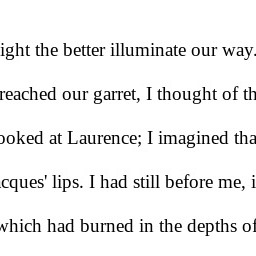 ight the better illuminate our way.
reached our garret, I thought of th
ooked at Laurence; I imagined tha
cques' lips. I had still before me, i
which had burned in the depths of